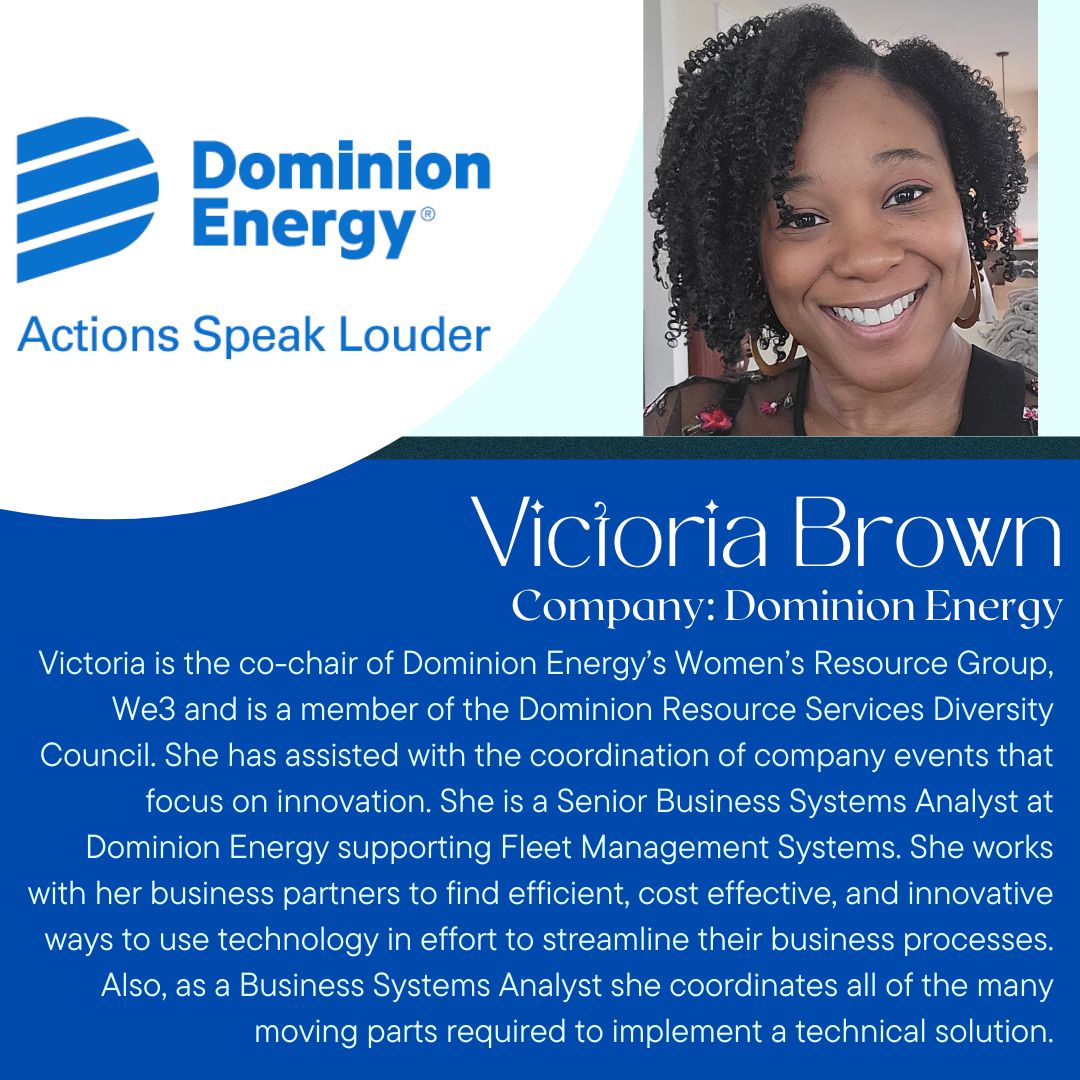 Dominion
Energy®
Actions Speak Louder
Victoria Brown
Company: Dominion Energy
Victoria is the co-chair of Dominion Energy’s Women’s Resource Group,
We3 and is a member of the Dominion Resource Services Diversity
Council. She has assisted with the coordination of company events that
focus on innovation. She is a Senior Business Systems Analyst at
Dominion Energy supporting Fleet Management Systems. She works
with her business partners to find efficient, cost effective, and innovative
ways to use technology in effort to streamline their business processes.
Also, as a Business Systems Analyst she coordinates all of the many
moving parts required to implement a technical solution.